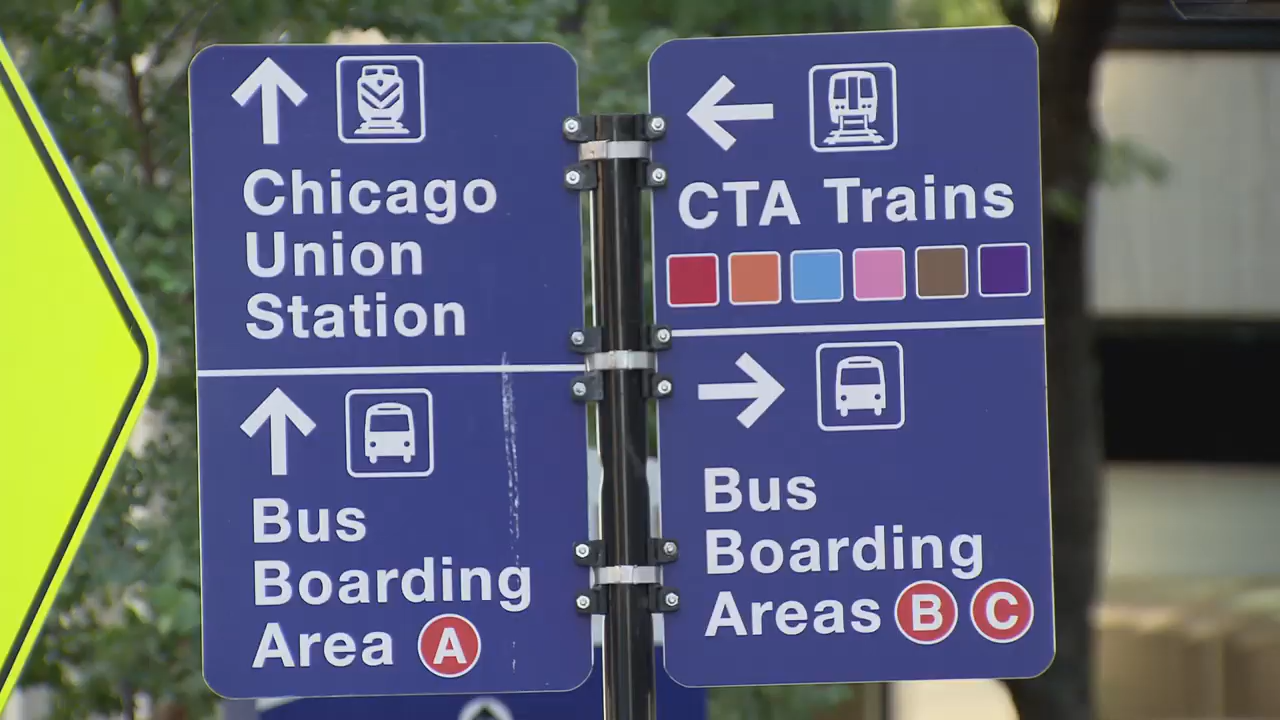 Chicago
Union
Station
Bus
Boarding
Area A
CTA Trains
Bus
Boarding
Areas B C